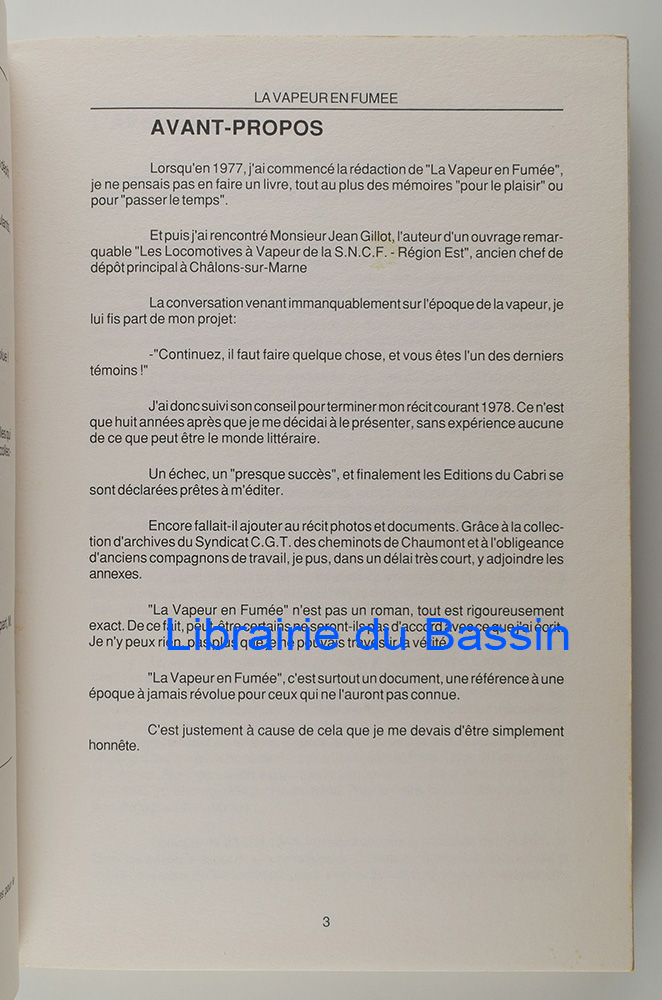 LA VAPEUR EN FUMEE
AVANT-PROPOS
Lorsqu'en 1977, j'ai commencé la rédaction de "La Vapeur en Fumée",
je ne pensais pas en faire un livre, tout au plus des mémoires "pour le plaisir" ou
pour "passer le temps".
Et puis j'ai rencontré Monsieur Jean Gillot, l'auteur d'un ouvrage remar-
quable "Les Locomotives à Vapeur de la S.N.C.F. - Région Est", ancien chef de
dépôt principal à Châlons-sur-Marne
La conversation venant immanquablement sur l'époque de la vapeur, je
lui fis part de mon projet:
-"Continuez, il faut faire quelque chose, et vous êtes l'un des derniers
témoins !"
J'ai donc suivi son conseil pour terminer mon récit courant 1978. Ce n'est
que huit années après que je me décidai à le présenter, sans expérience aucune
de ce que peut être le monde littéraire.
Un échec, un "presque succès", et finalement les Editions du Cabri se
sont déclarées prêtes à m'éditer.
Encore fallait-il ajouter au récit photos et documents. Grâce à la collec-
tion d'archives du Syndicat C.G.T. des cheminots de Chaumont et à l'obligeance
d'anciens compagnons de travail, je pus, dans un délai très court, y adjoindre les
annexes.
"La Vapeur en Fumée" n'est pas un roman, tout est rigoureusement
exact. De ce fait, peut-être certains ne seront-ils pas d'accord avec ce que j'ai écrit.
Je n'y peux rien, pas plus que je ne pouvais travestir la vérité.
Librairie du Bassin
"La Vapeur en Fumée", c'est surtout un document, une référence à une
époque à jamais révolue pour ceux qui ne l'auront pas connue.
C'est justement à cause de cela que je me devais d'être simplement
honnête.
3